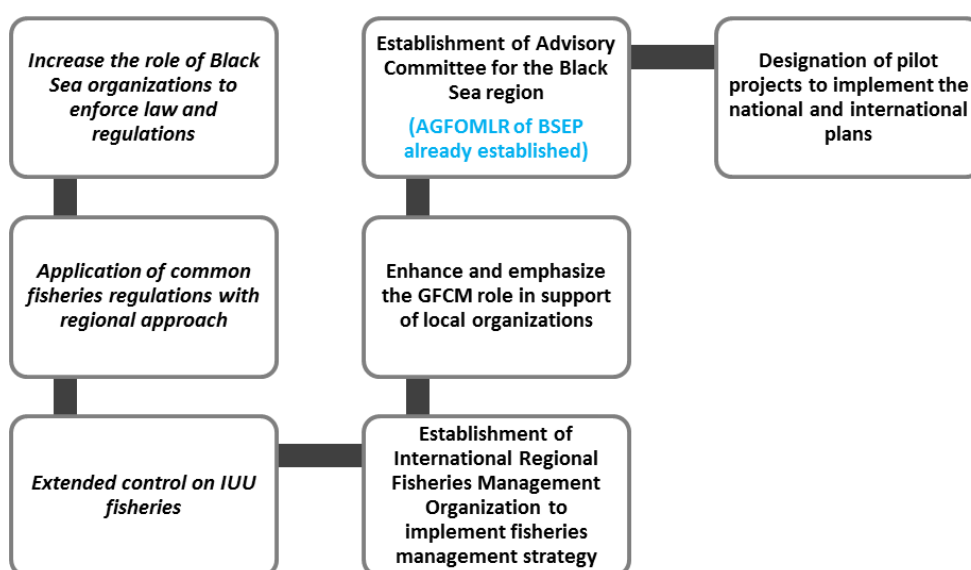 Increase the role of Black
Sea organizations to
enforce law and
regulations
Application of common
fisheries regulations with
regional approach
Extended control on IUU
fisheries
Establishment of
International Regional
Fisheries Management
Organization to
implement fisheries
management strategy
Enhance and emphasize
the GFCM role in support
of local organizations
Establishment of Advisory
Committee for the Black
Sea region
(AGFOMLR of BSEP
already established)
Designation of pilot
projects to implement the
national and international
plans